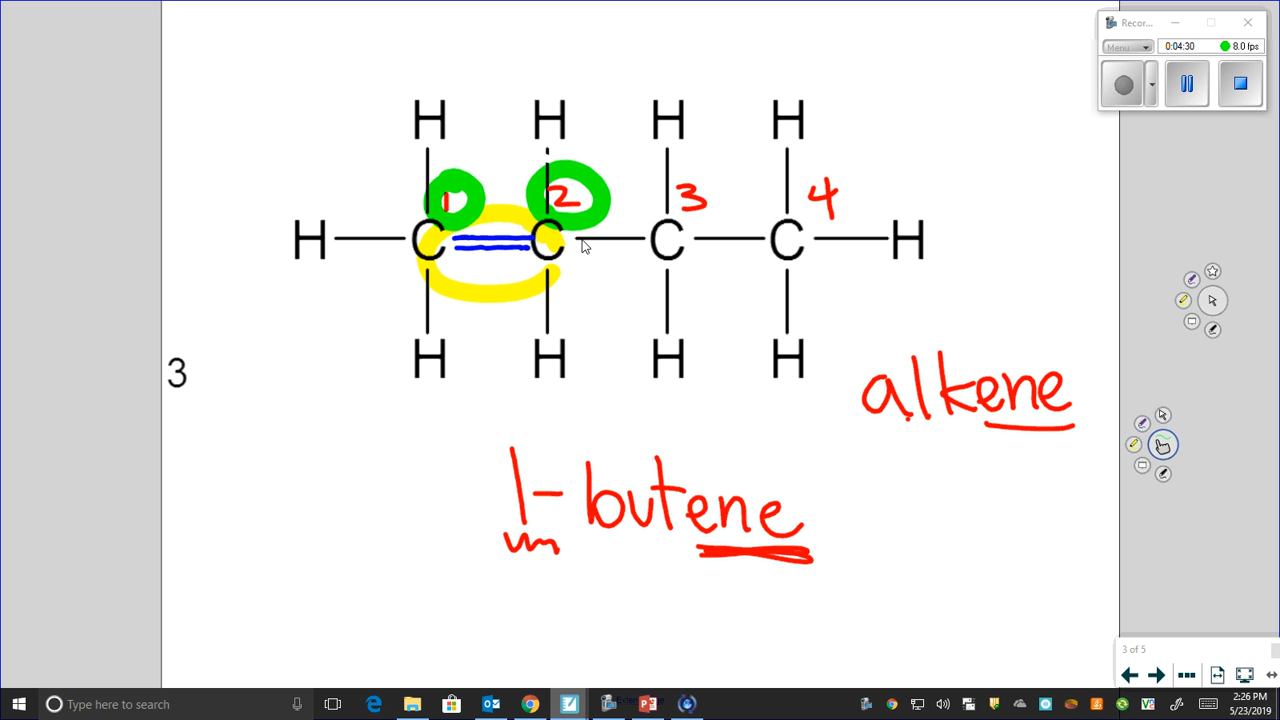 Recor...
Menu
0:04:30
8.0 fps
H H H H
1 2 3 4
H C C C C H
H H H H
3
alkene
1-butene
3 of 5
Type here to search
2:26 PM
5/23/2019